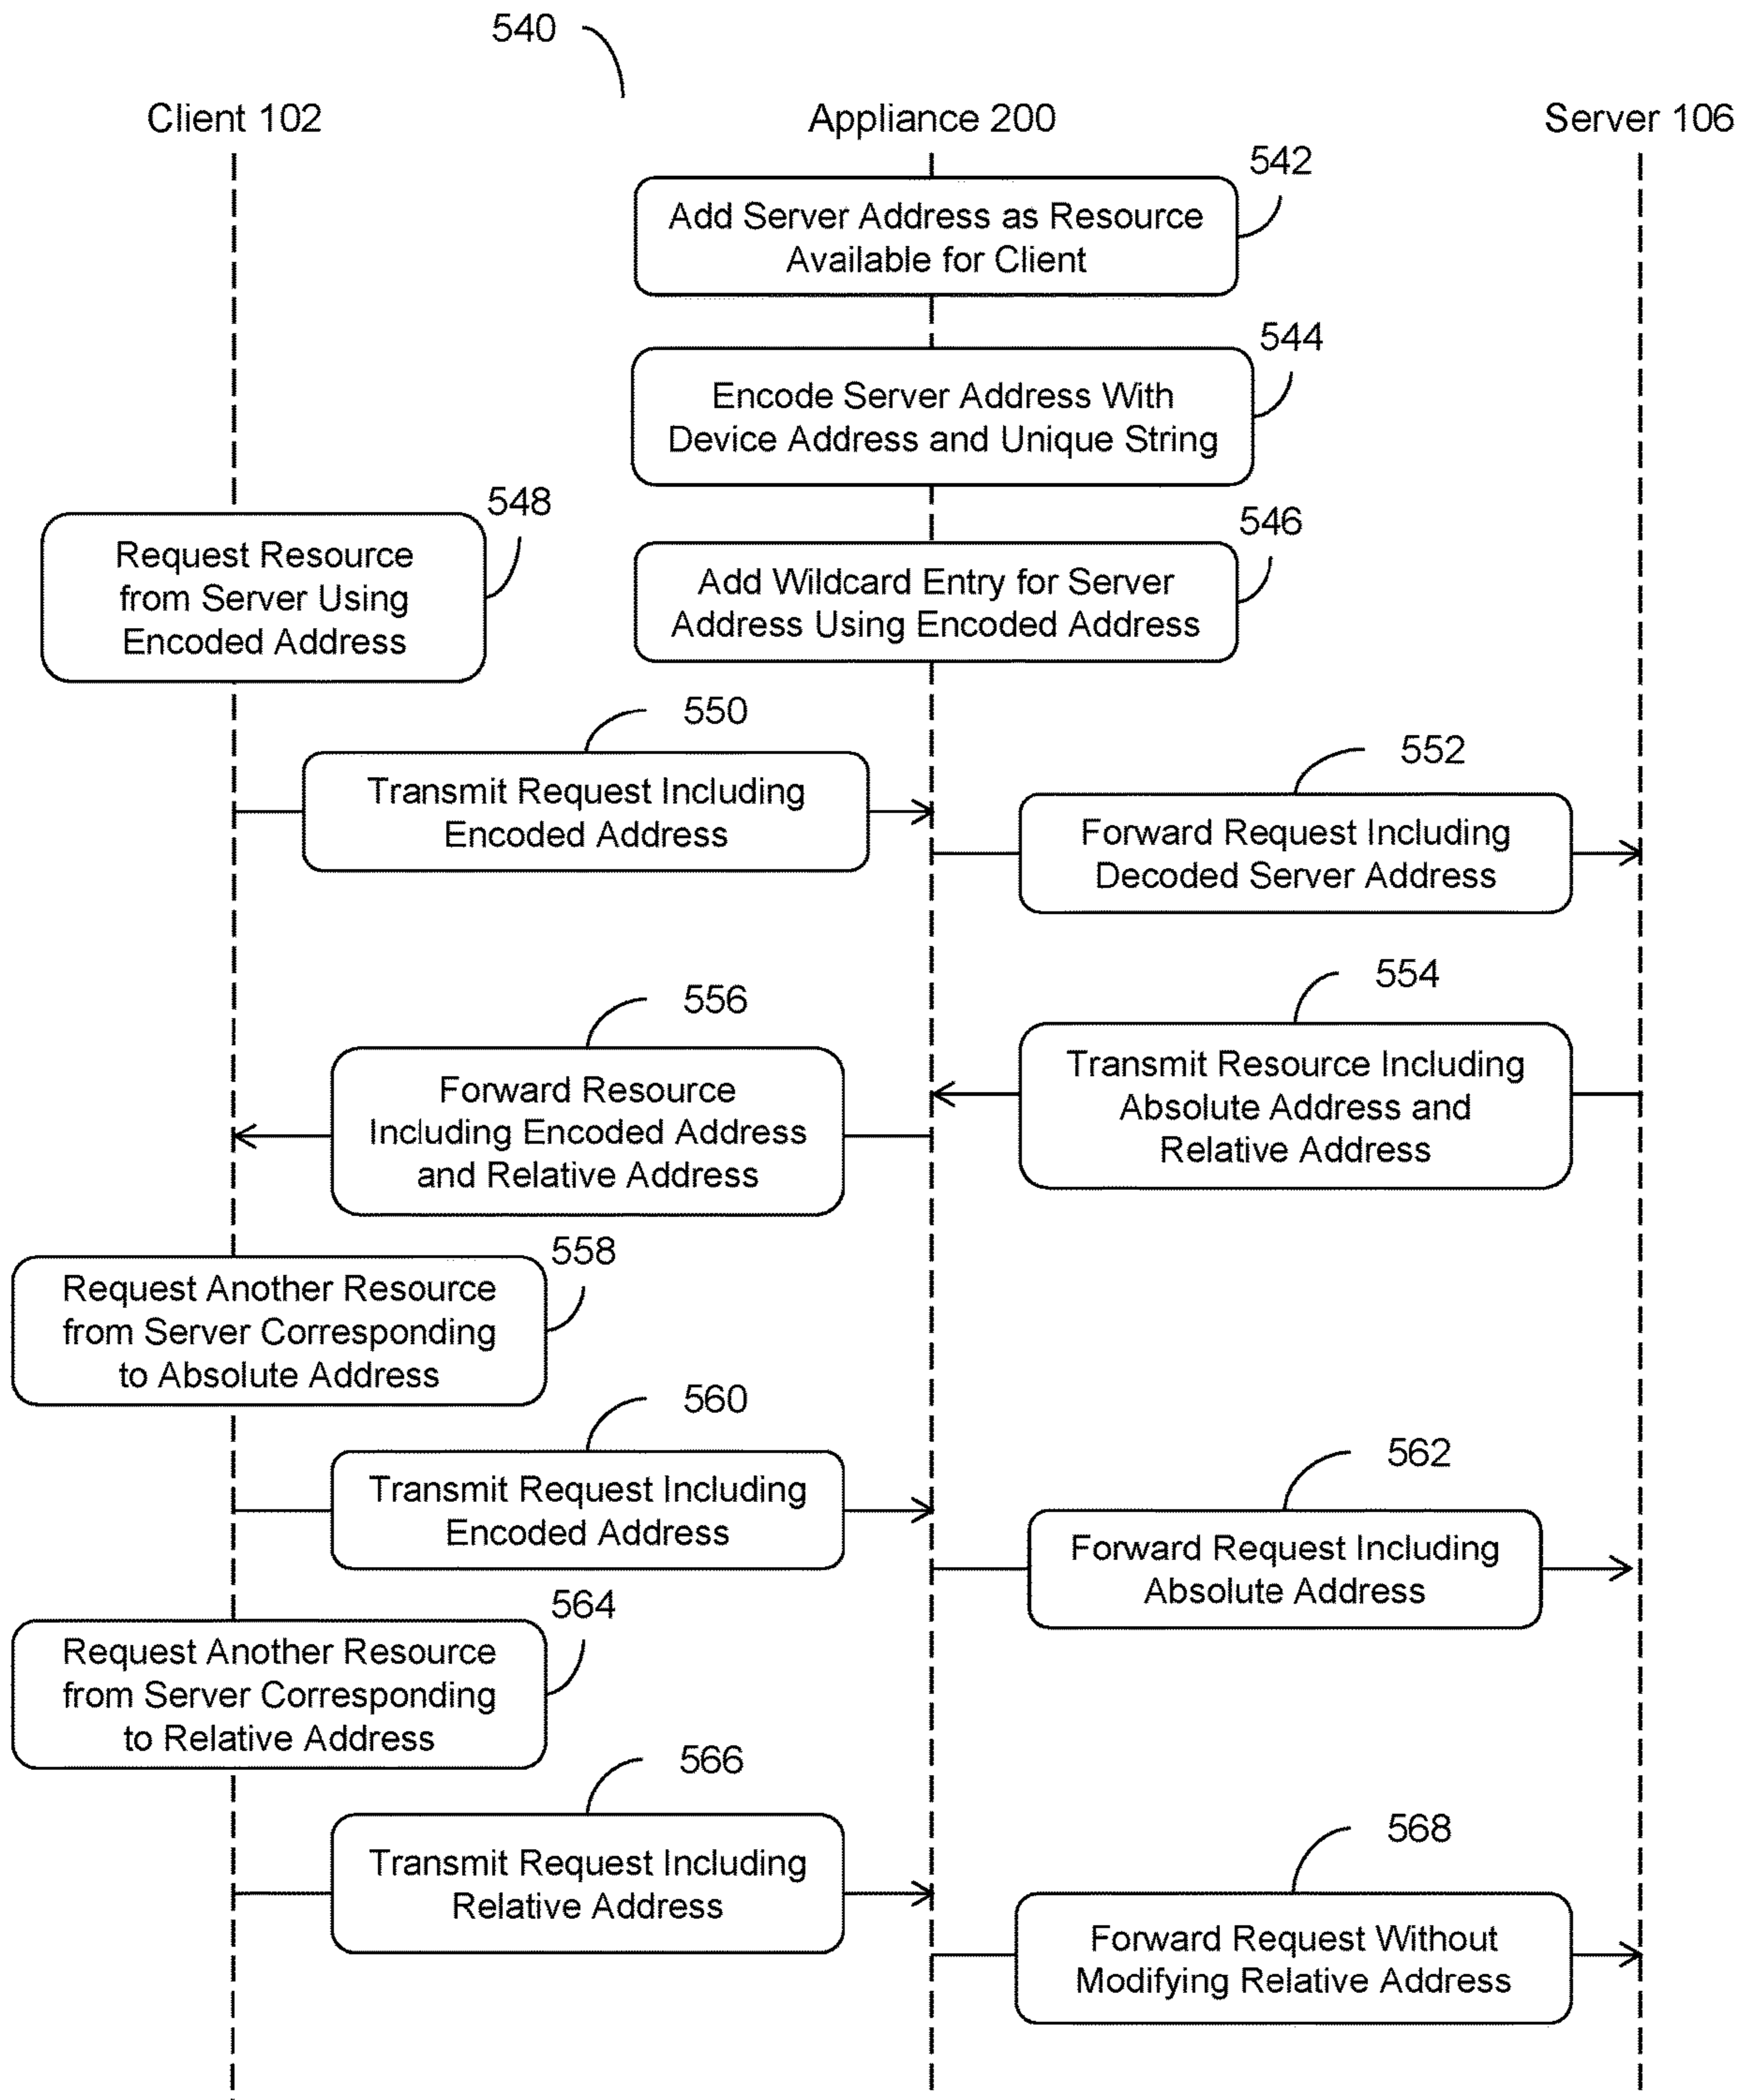 540
Client 102
Appliance 200
Server 106
542
Add Server Address as Resource
Available for Client
544
Encode Server Address With
Device Address and Unique String
548
Request Resource
from Server Using
Encoded Address
546
Add Wildcard Entry for Server
Address Using Encoded Address
550
Transmit Request Including
Encoded Address
552
Forward Request Including
Decoded Server Address
554
Transmit Resource Including
Absolute Address and
Relative Address
556
Forward Resource
Including Encoded Address
and Relative Address
558
Request Another Resource
from Server Corresponding
to Absolute Address
560
Transmit Request Including
Encoded Address
562
Forward Request Including
Absolute Address
564
Request Another Resource
from Server Corresponding
to Relative Address
566
Transmit Request Including
Relative Address
568
Forward Request Without
Modifying Relative Address